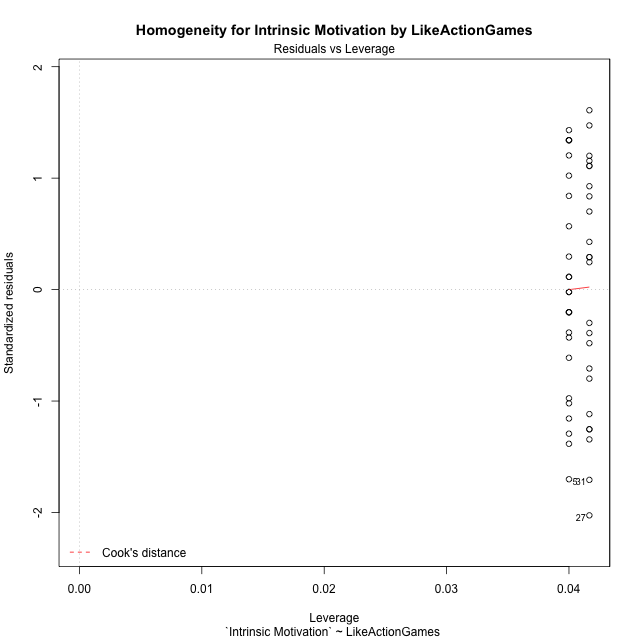 Homogeneity for Intrinsic Motivation by LikeActionGames
Residuals vs Leverage
Standardized residuals
2
1
0
-1
-2
31
27
Cook's distance
0.00
0.01
0.02
0.03
0.04
Leverage
`Intrinsic Motivation` ~ LikeActionGames